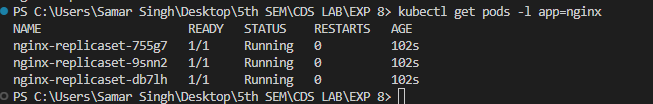 PS C:\Users\Samar Singh\Desktop\5th SEM\CDS LAB\EXP 8> kubectl get pods -l app=nginx
NAME                     READY   STATUS    RESTARTS   AGE
nginx-replicaset-755g7   1/1     Running   0          102s
nginx-replicaset-9snn2   1/1     Running   0          102s
nginx-replicaset-db7lh   1/1     Running   0          102s
PS C:\Users\Samar Singh\Desktop\5th SEM\CDS LAB\EXP 8>